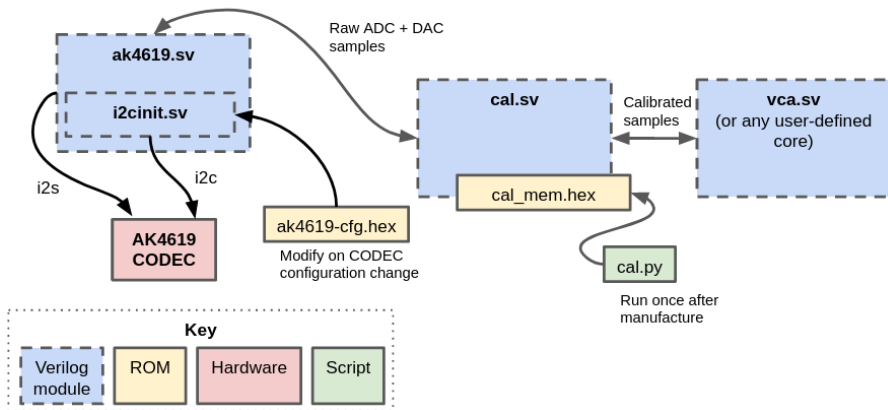 Raw ADC + DAC
samples
ak4619.sv
i2cinit.sv
cal.sv
Calibrated
samples
vca.sv
(or any user-defined
core)
i2s
i2c
cal_mem.hex
AK4619
CODEC
ak4619-cfg.hex
Modify on CODEC
configuration change
cal.py
Run once after
manufacture
Key
Verilog
module
ROM
Hardware
Script